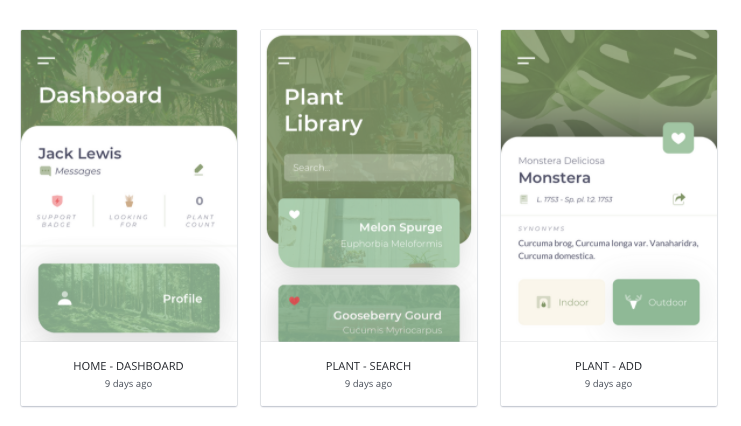 Dashboard
Jack Lewis
Messages
SUPPORT BADGE
LOOKING FOR
0
PLANT COUNT
Profile
HOME - DASHBOARD
9 days ago
Plant
Library
Search..
Melon Spurge
Euphorbia Meloformis
Gooseberry Gourd
Cucumis Myriocarpus
PLANT - SEARCH
9 days ago
Monstera Deliciosa
Monstera
L. 1753 - Sp. pl. 1:2. 1753
SYNONYMS
Curcuma brog, Curcuma longa var. Vanaharidra,
Curcuma domestica.
Indoor
Outdoor
PLANT - ADD
9 days ago